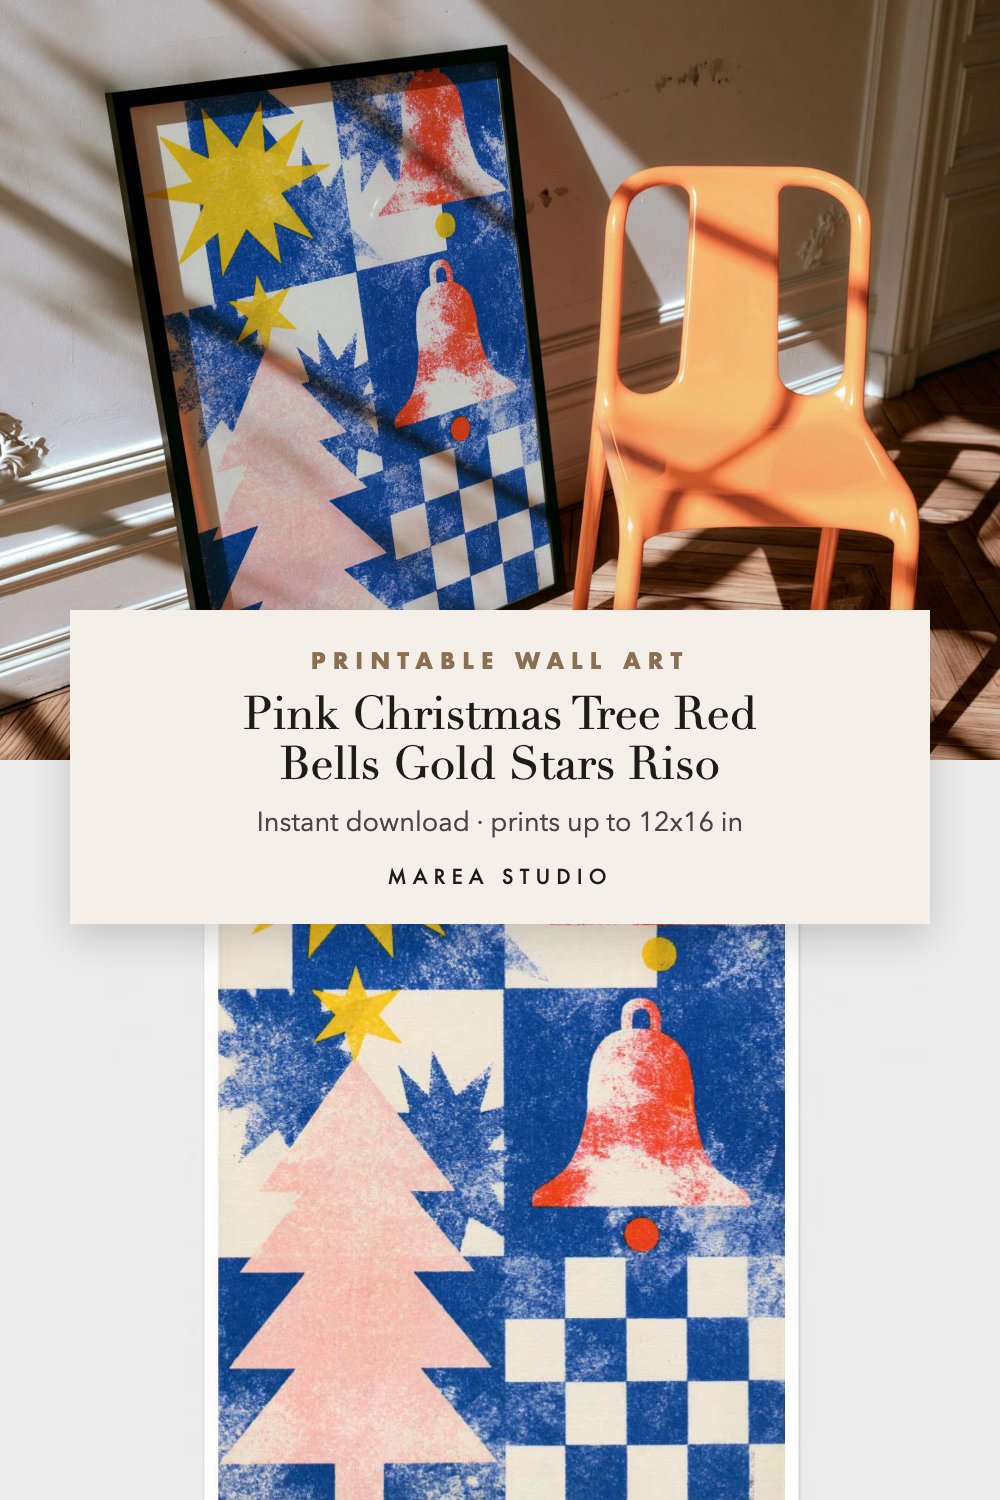 PRINTABLE WALL ART
Pink Christmas Tree Red
Bells Gold Stars Riso
Instant download · prints up to 12x16 in
MAREA STUDIO